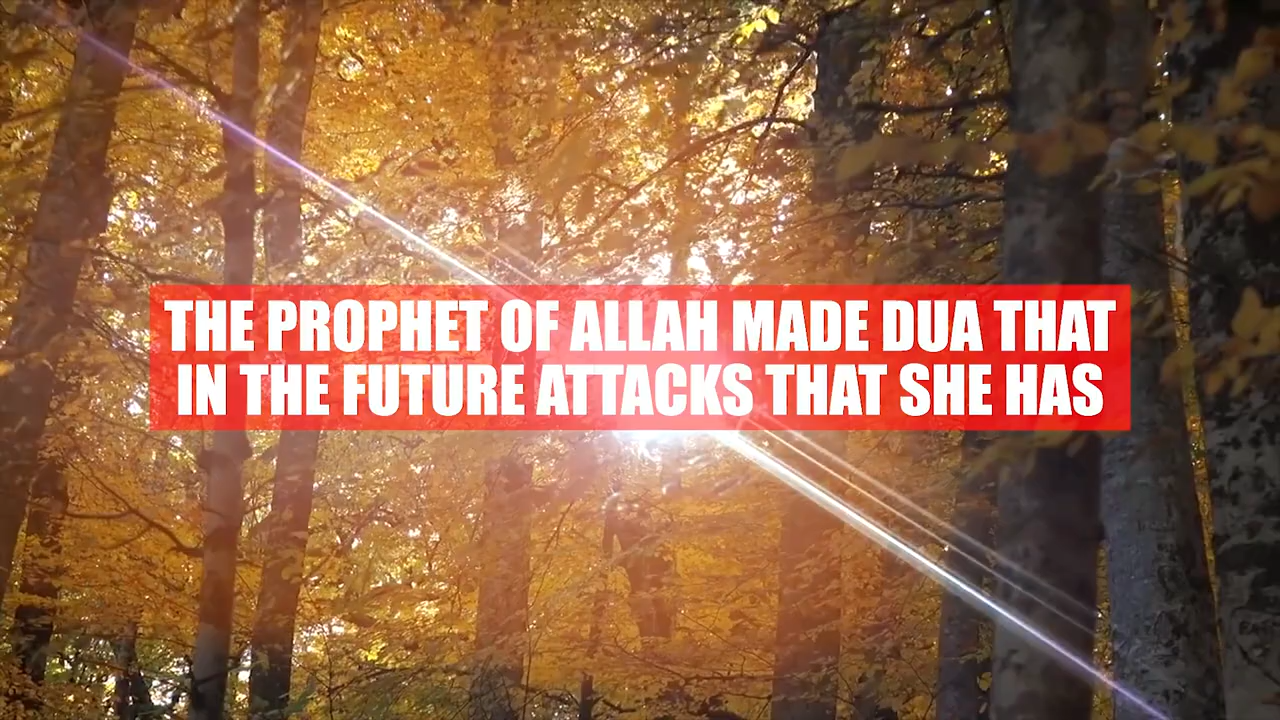 THE PROPHET OF ALLAH MADE DUA THAT
IN THE FUTURE ATTACKS THAT SHE HAS